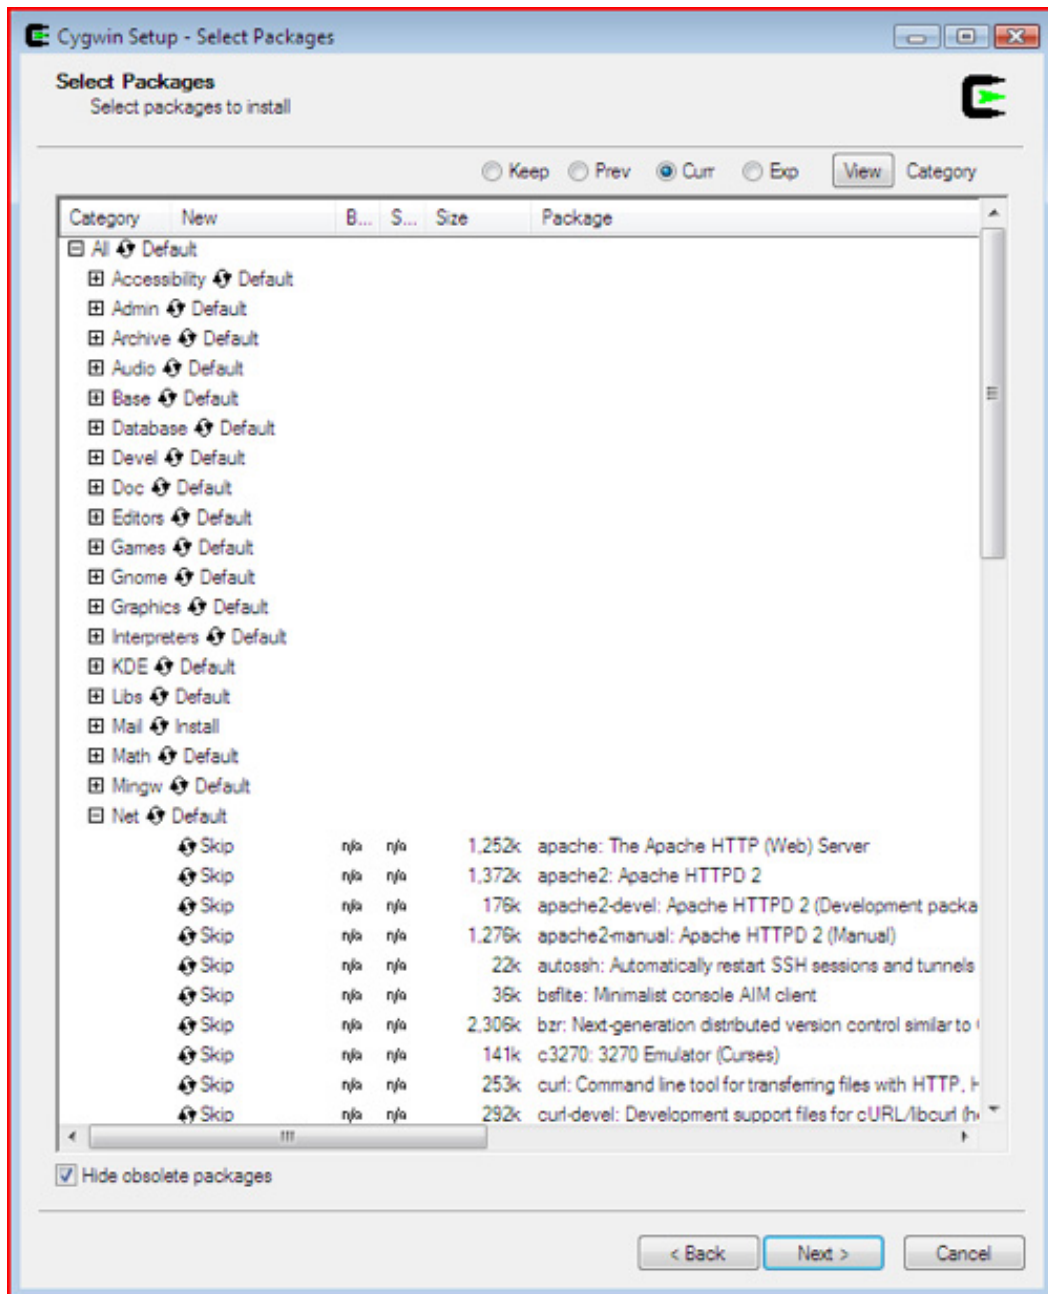 Cygwin Setup - Select Packages
Select Packages
Select packages to install
Keep Prev Curr Exp View Category
Category New B... S... Size Package
All Default
Accessibility Default
Admin Default
Archive Default
Audio Default
Base Default
Database Default
Devel Default
Doc Default
Editors Default
Games Default
Gnome Default
Graphics Default
Interpreters Default
KDE Default
Libs Default
Mail Install
Math Default
Mingw Default
Net Default
Skip n/a n/a 1,252k apache: The Apache HTTP (Web) Server
Skip n/a n/a 1,372k apache2: Apache HTTPD 2
Skip n/a n/a 176k apache2-devel: Apache HTTPD 2 (Development packa
Skip n/a n/a 1,276k apache2-manual: Apache HTTPD 2 (Manual)
Skip n/a n/a 22k autossh: Automatically restart SSH sessions and tunnels
Skip n/a n/a 36k bsflite: Minimalist console AIM client
Skip n/a n/a 2,306k bzr: Next-generation distributed version control similar to
Skip n/a n/a 141k c3270: 3270 Emulator (Curses)
Skip n/a n/a 253k curl: Command line tool for transferring files with HTTP, H
Skip n/a n/a 292k curl-devel: Development support files for cURL/libcurl (h
Hide obsolete packages
< Back Next > Cancel